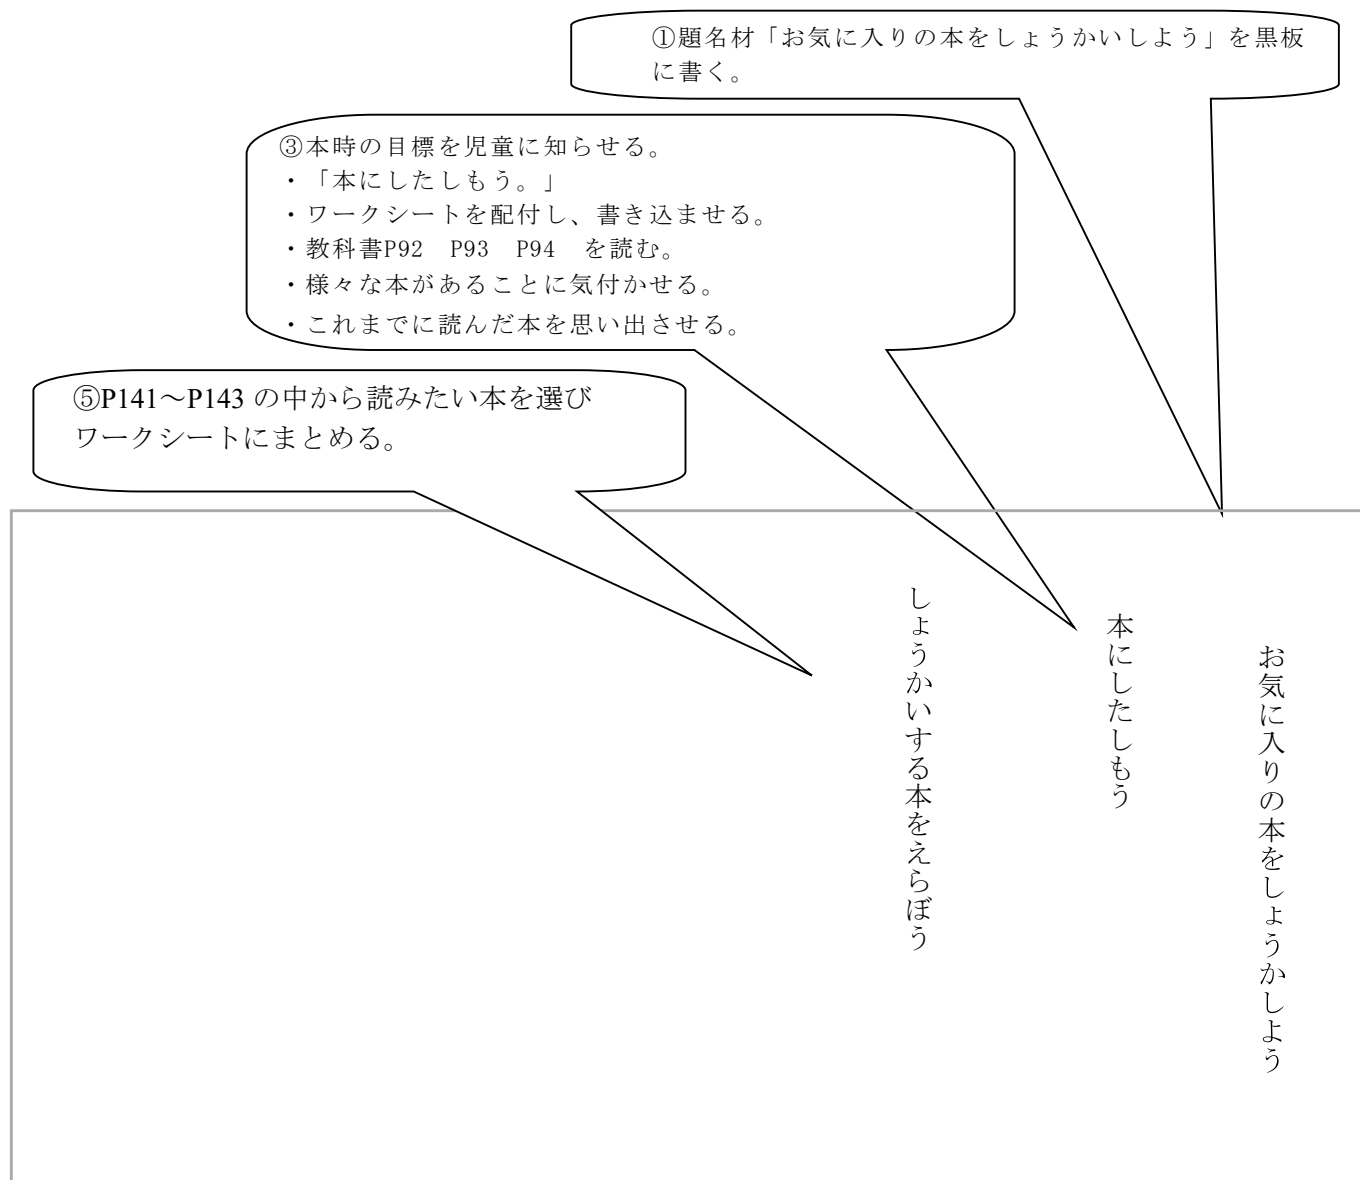 ①題名材「お気に入りの本をしょうかいしよう」を黒板
に書く。
③本時の目標を児童に知らせる。
・「本にしたしもう。」
・ワークシートを配付し、書き込ませる。
・教科書P92　P93　P94　を読む。
・様々な本があることに気付かせる。
・これまでに読んだ本を思い出させる。
⑤P141～P143 の中から読みたい本を選び
ワークシートにまとめる。
お気に入りの本をしょうかしよう
本にしたしもう
しょうかいする本をえらぼう